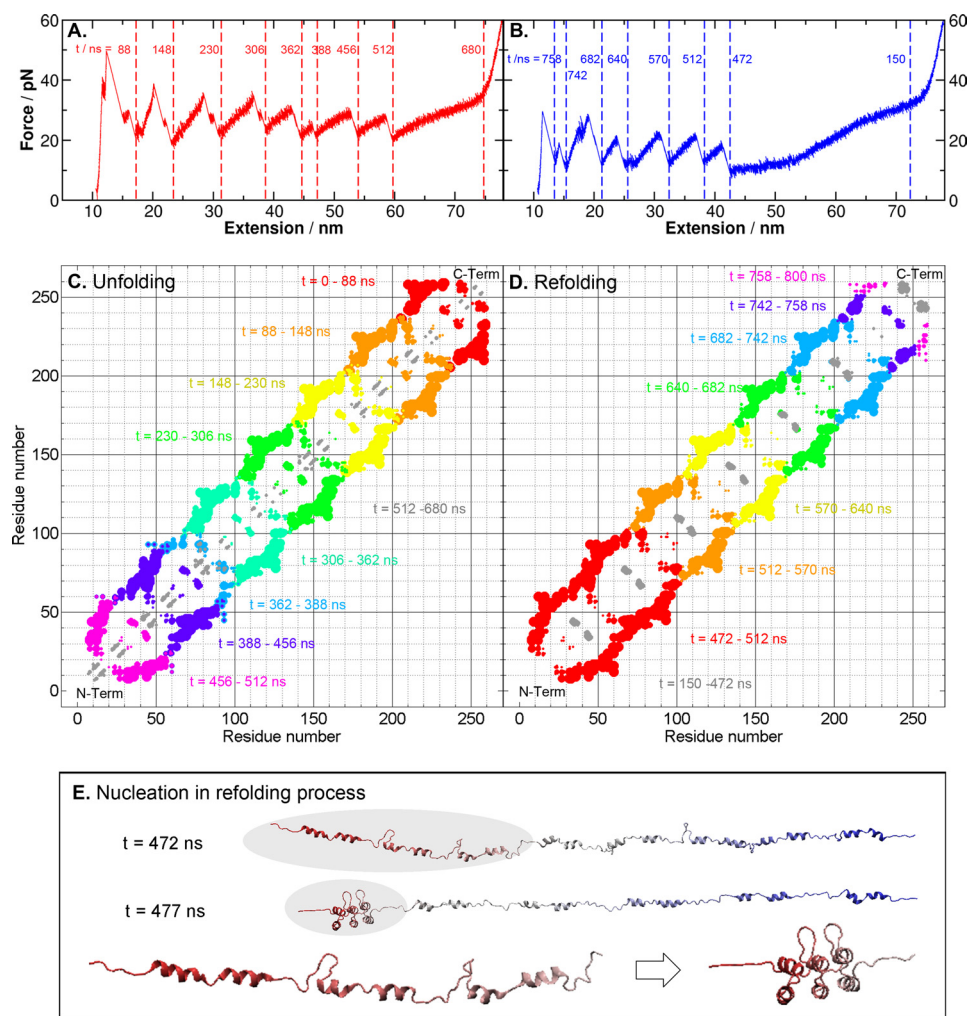 A.
t / ns = 88 148 230 306 362 388 456 512 680
60
40
20
0
Force / pN
10 20 30 40 50 60 70
Extension / nm
B.
t /ns = 758 742 682 640 570 512 472 150
60
40
20
0
10 20 30 40 50 60 70
Extension / nm
C. Unfolding
C-Term
t = 0 - 88 ns
t = 88 - 148 ns
t = 148 - 230 ns
t = 230 - 306 ns
t = 512 -680 ns
t = 306 - 362 ns
t = 362 - 388 ns
t = 388 - 456 ns
t = 456 - 512 ns
N-Term
250
200
150
100
50
0
Residue number
0 50 100 150 200 250
Residue number
D. Refolding
t = 758 - 800 ns
C-Term
t = 742 - 758 ns
t = 682 - 742 ns
t = 640 - 682 ns
t = 570 - 640 ns
t = 512 - 570 ns
t = 472 - 512 ns
t = 150 -472 ns
N-Term
0 50 100 150 200 250
Residue number
E. Nucleation in refolding process
t = 472 ns
t = 477 ns